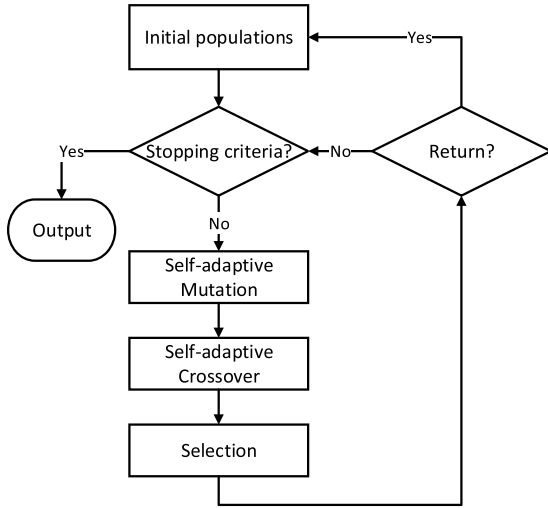 Initial populations
Yes
Yes
Stopping criteria?
No
Return?
Output
No
Self-adaptive
Mutation
Self-adaptive
Crossover
Selection